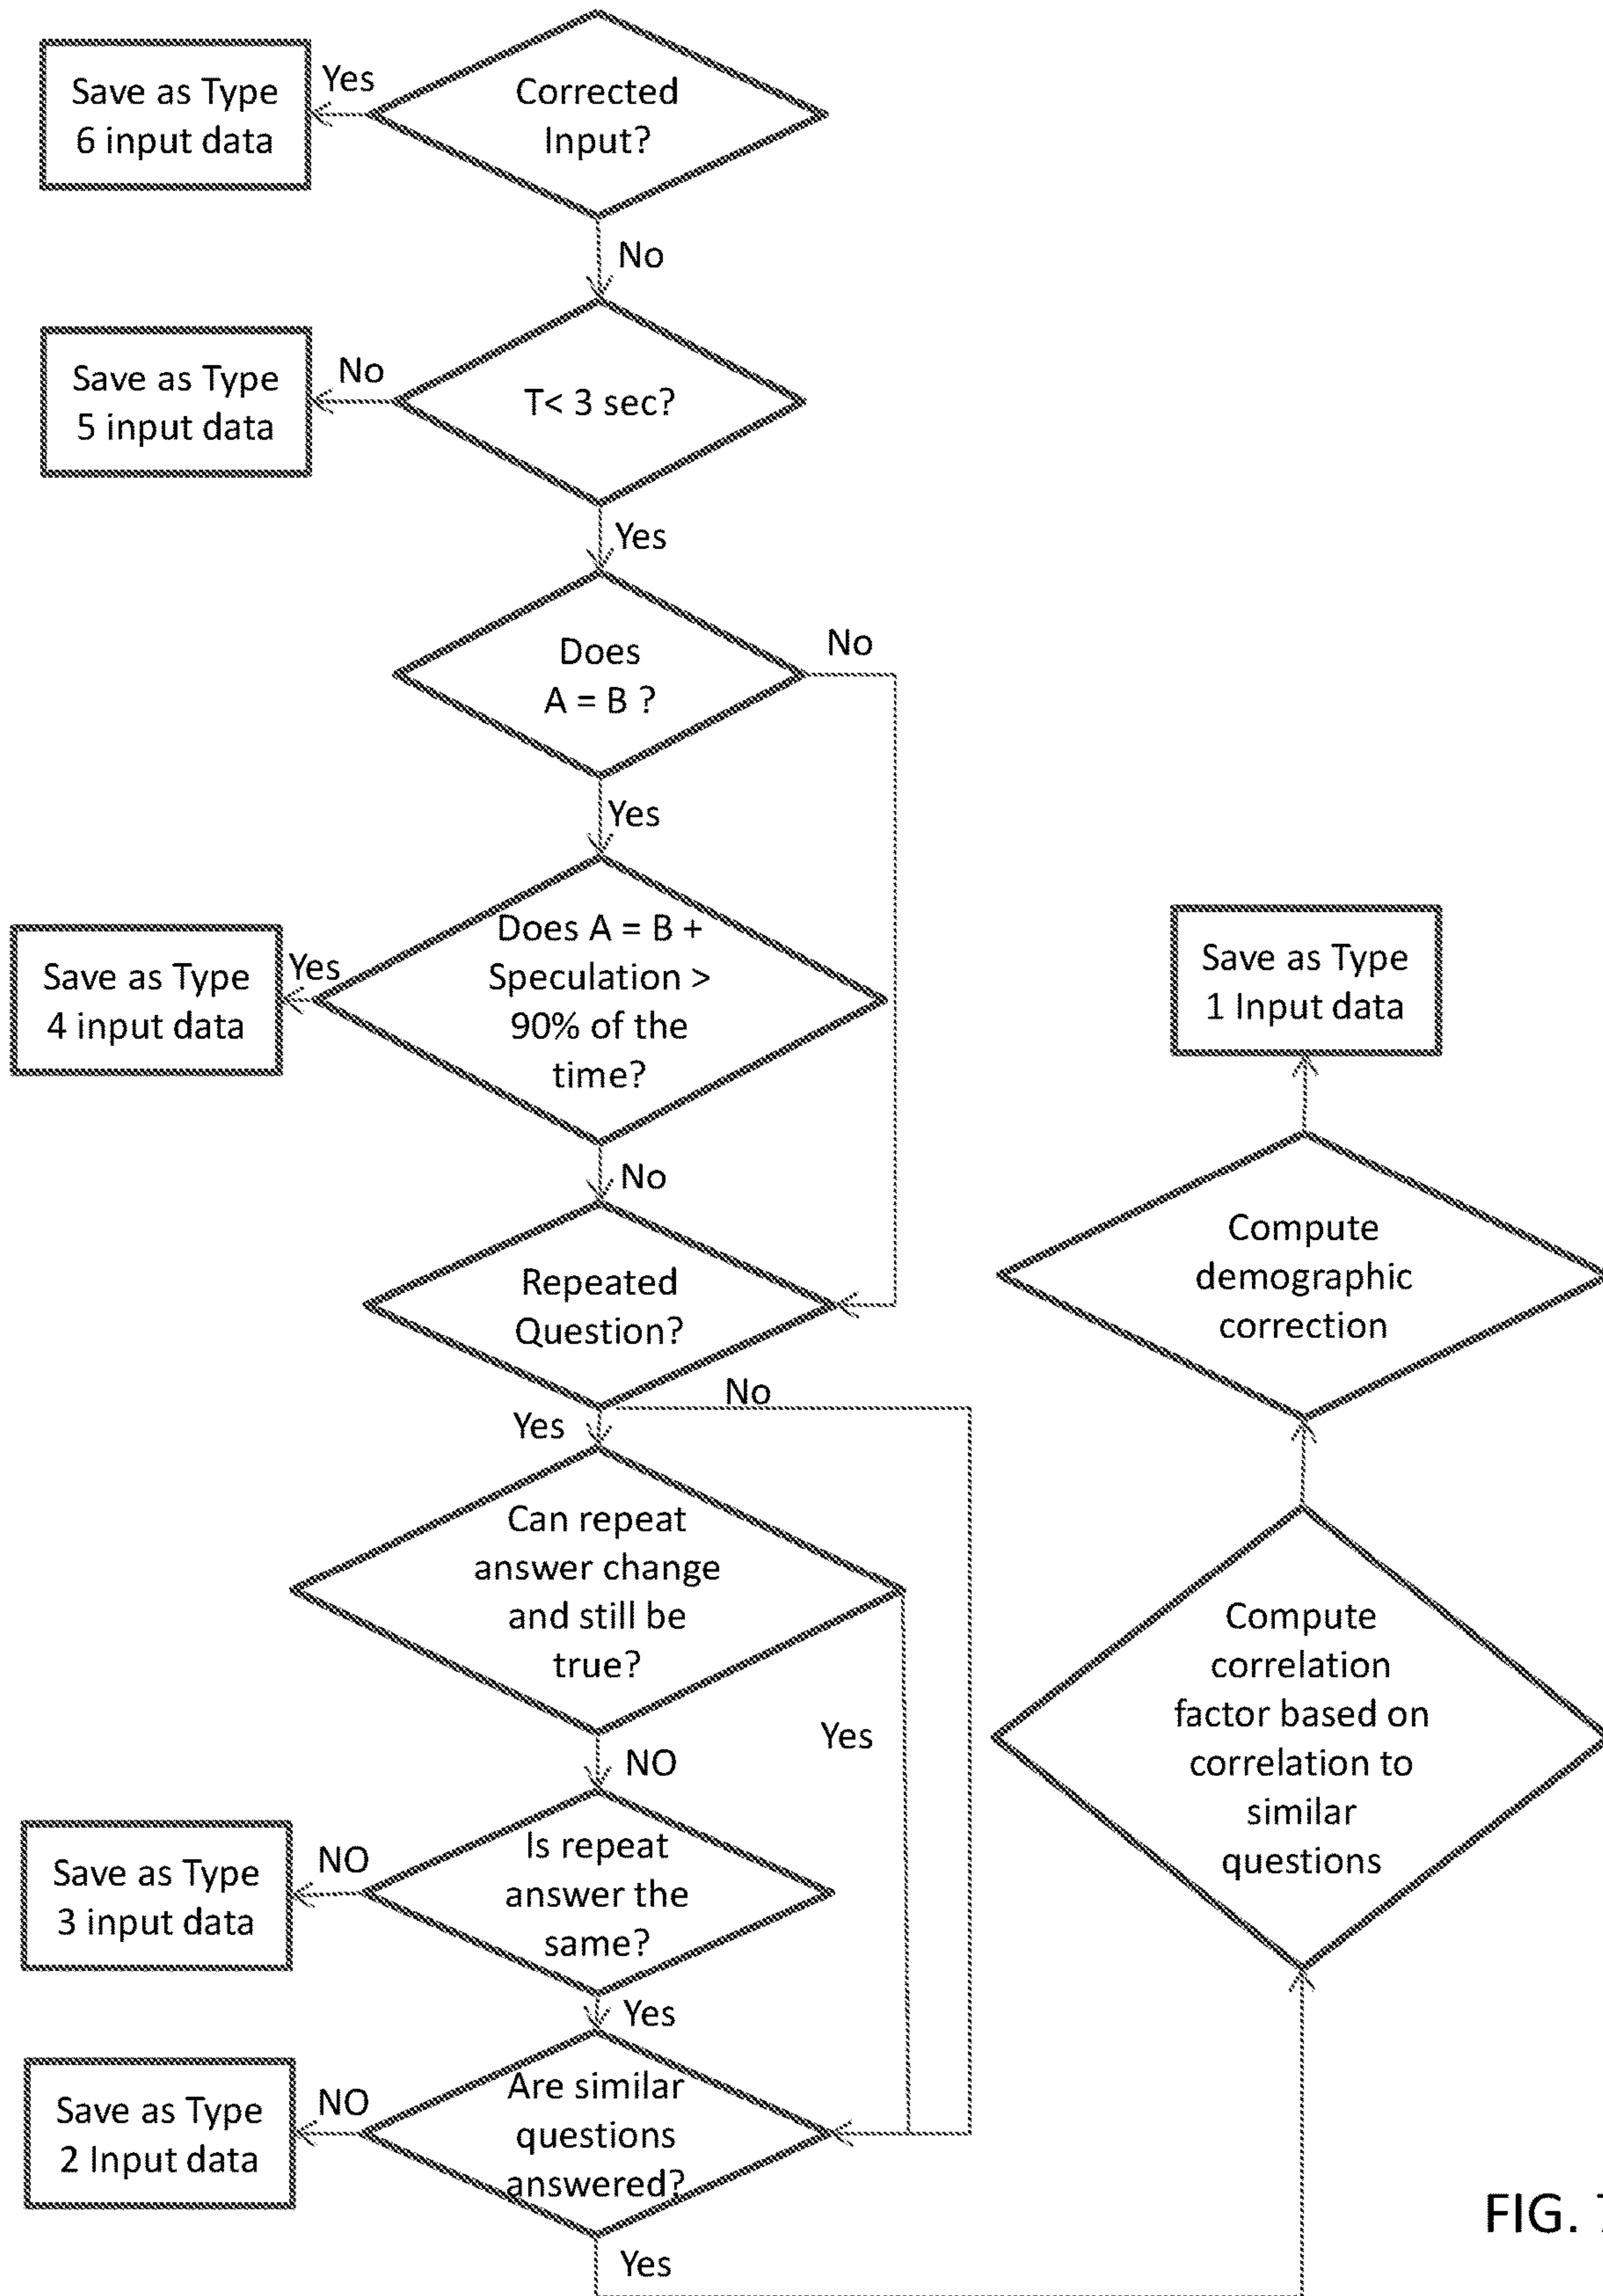 Save as Type
6 input data
Yes
Corrected
Input?
No
Save as Type
5 input data
No
T< 3 sec?
Yes
Does
A = B ?
No
Yes
Save as Type
4 input data
Yes
Does A = B +
Speculation >
90% of the
time?
No
Repeated
Question?
No
Yes
Can repeat
answer change
and still be
true?
Yes
NO
Save as Type
3 input data
NO
Is repeat
answer the
same?
Yes
Save as Type
2 Input data
NO
Are similar
questions
answered?
Yes
Save as Type
1 Input data
Compute
demographic
correction
Compute
correlation
factor based on
correlation to
similar
questions
FIG. 7